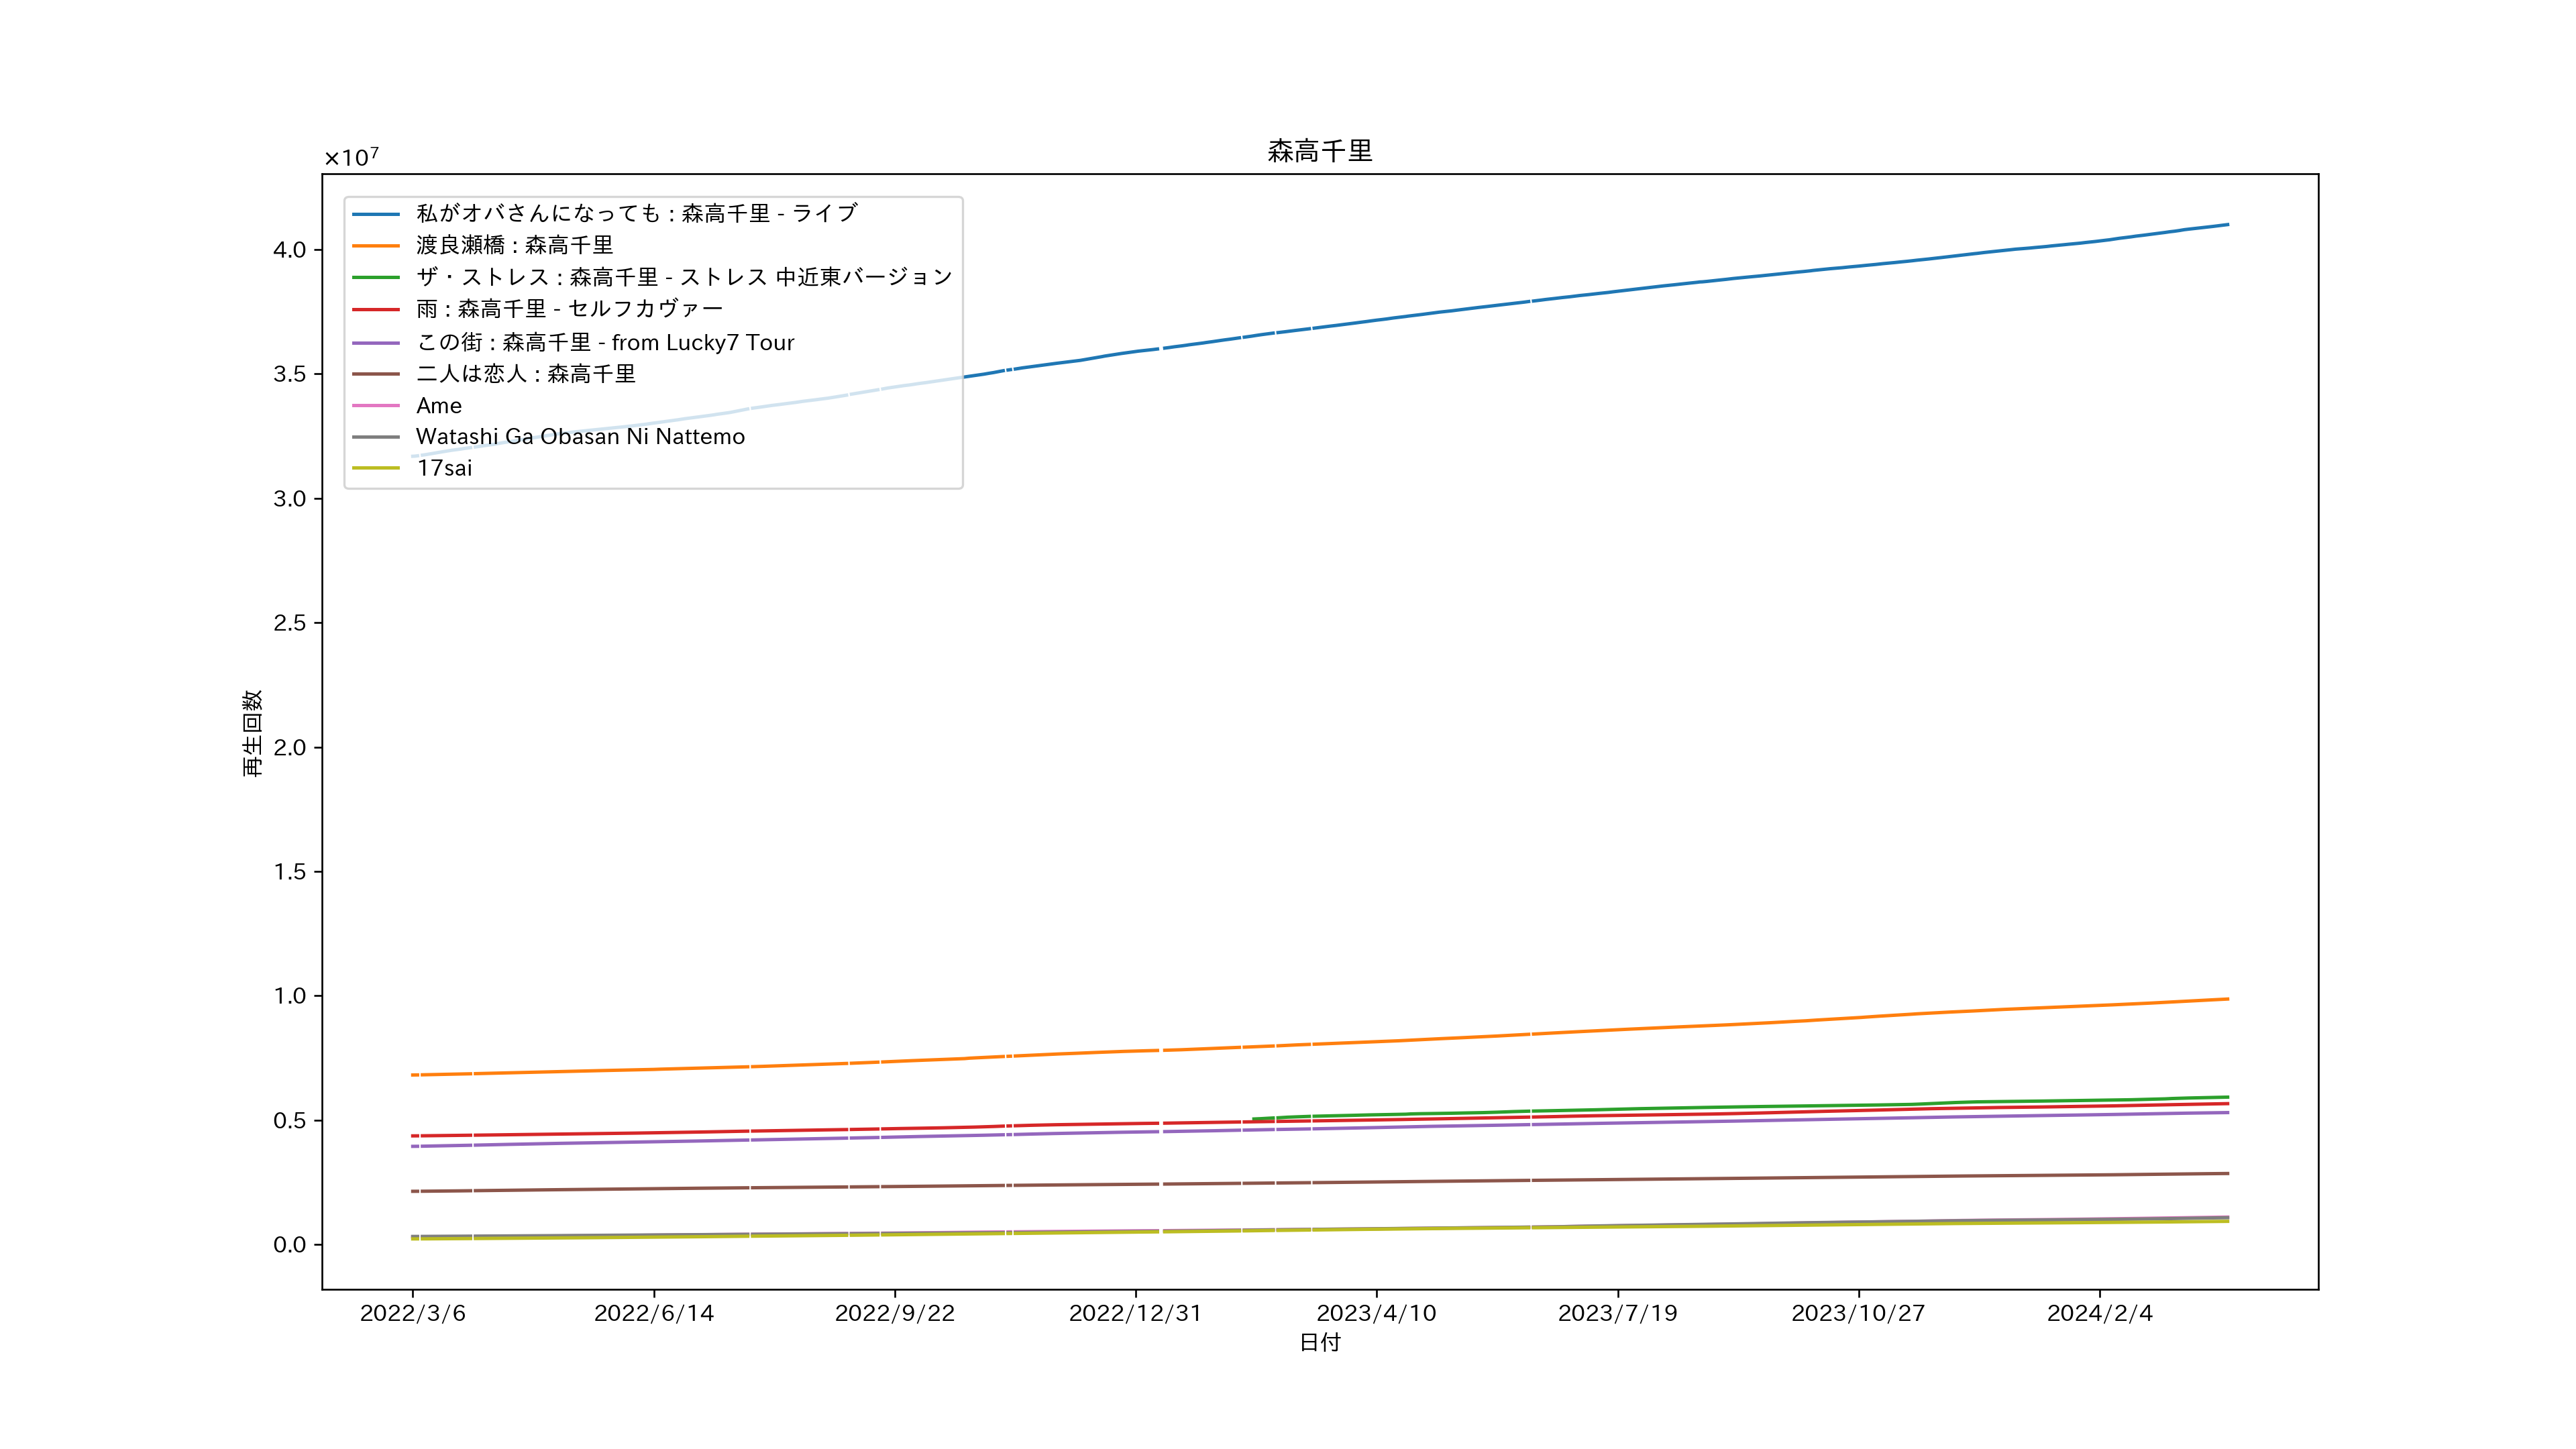 森高千里
×10⁷
私がオバさんになっても : 森高千里 - ライブ
渡良瀬橋 : 森高千里
ザ・ストレス : 森高千里 - ストレス 中近東バージョン
雨 : 森高千里 - セルフカヴァー
この街 : 森高千里 - from Lucky7 Tour
二人は恋人 : 森高千里
Ame
Watashi Ga Obasan Ni Nattemo
17sai
4.0
3.5
3.0
2.5
2.0
1.5
1.0
0.5
0.0
再生回数
2022/3/6 2022/6/14 2022/9/22 2022/12/31 2023/4/10 2023/7/19 2023/10/27 2024/2/4
日付